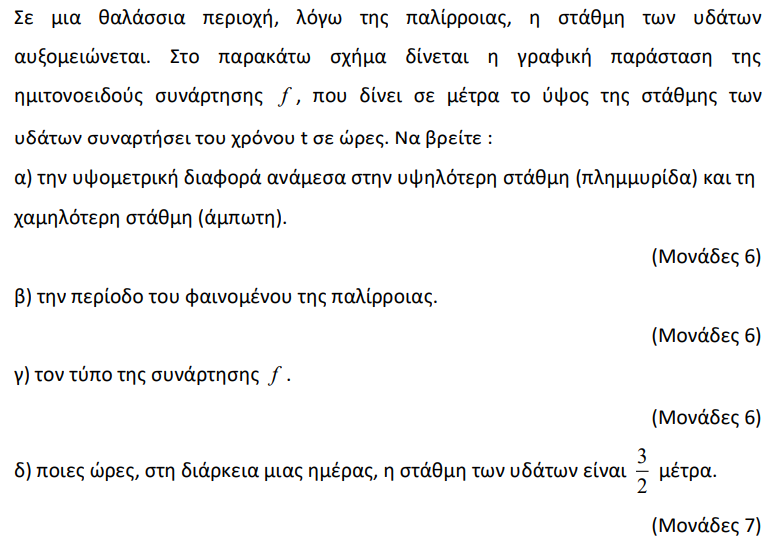 Σε μια θαλάσσια περιοχή, λόγω της παλίρροιας, η στάθμη των υδάτων
αυξομειώνεται. Στο παρακάτω σχήμα δίνεται η γραφική παράσταση της
ημιτονοειδούς συνάρτησης f , που δίνει σε μέτρα το ύψος της στάθμης των
υδάτων συναρτήσει του χρόνου t σε ώρες. Να βρείτε :
α) την υψομετρική διαφορά ανάμεσα στην υψηλότερη στάθμη (πλημμυρίδα) και τη
χαμηλότερη στάθμη (άμπωτη).
(Μονάδες 6)
β) την περίοδο του φαινομένου της παλίρροιας.
(Μονάδες 6)
γ) τον τύπο της συνάρτησης f .
(Μονάδες 6)
δ) ποιες ώρες, στη διάρκεια μιας ημέρας, η στάθμη των υδάτων είναι 3/2 μέτρα.
(Μονάδες 7)